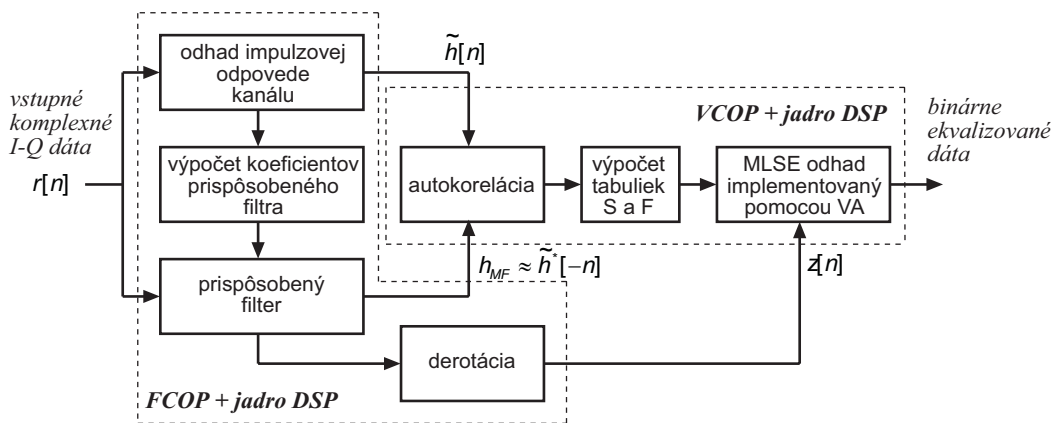 odhad impulzovej
odpovede
kanálu
h̃[n]
vstupné
komplexné
I-Q dáta
r[n]
výpočet koeficientov
prispôsobeného
filtra
prispôsobený
filter
VCOP + jadro DSP
autokorelácia
výpočet
tabuliek
S a F
MLSE odhad
implementovaný
pomocou VA
binárne
ekvalizované
dáta
h_MF ≈ h̃*[−n]
z[n]
derotácia
FCOP + jadro DSP